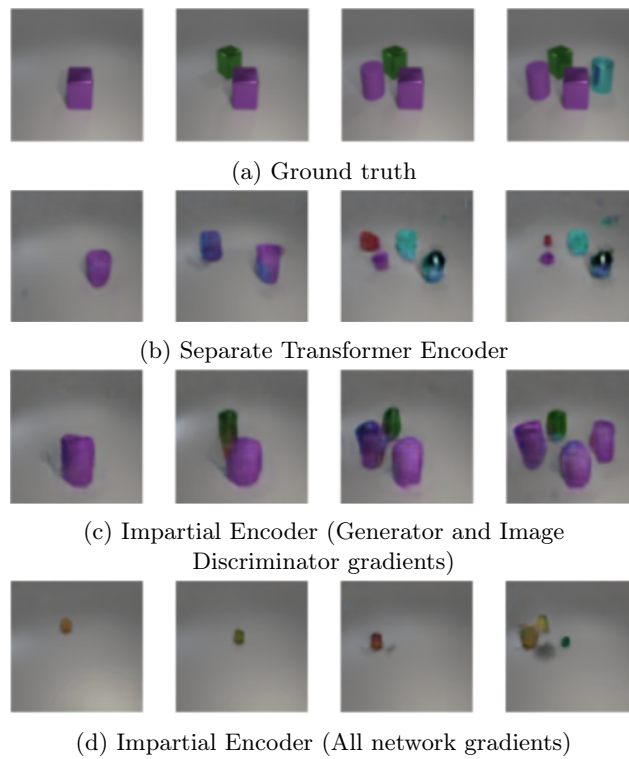 (a) Ground truth
(b) Separate Transformer Encoder
(c) Impartial Encoder (Generator and Image
Discriminator gradients)
(d) Impartial Encoder (All network gradients)